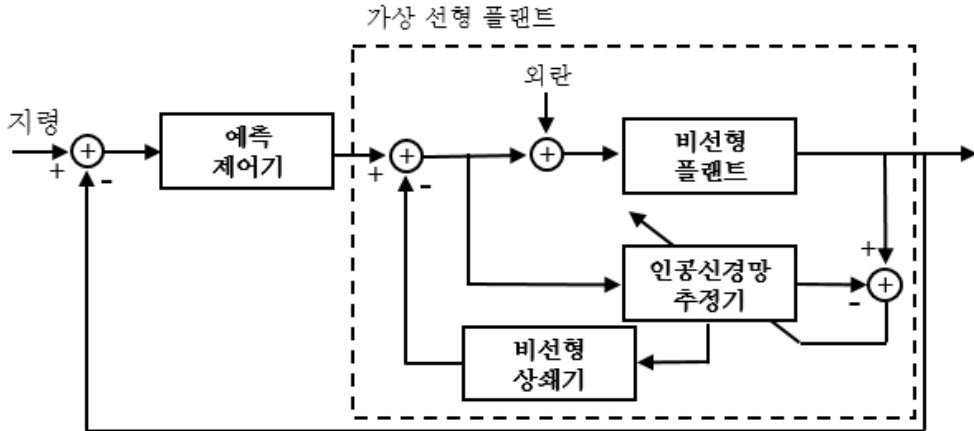 가상 선형 플랜트
외란
지령
예측
제어기
비선형
플랜트
인공신경망
추정기
비선형
상쇄기
+
+
+
+
-
+
-
+
+
-